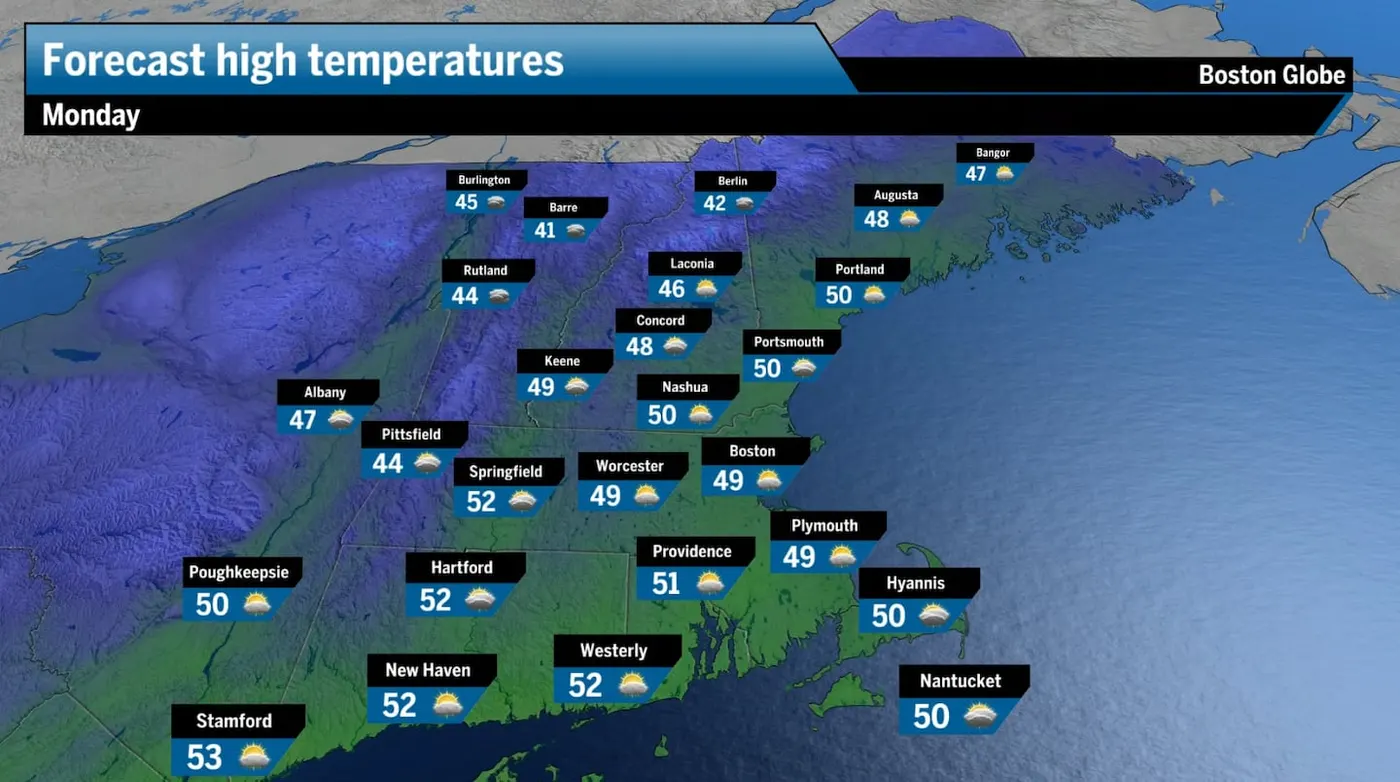 Forecast high temperatures
Boston Globe
Monday
Bangor
47
Burlington
45
Berlin
42
Augusta
48
Barre
41
Laconia
46
Portland
50
Rutland
44
Concord
48
Portsmouth
50
Keene
49
Nashua
50
Albany
47
Pittsfield
44
Boston
49
Springfield
52
Worcester
49
Plymouth
49
Providence
51
Hartford
52
Poughkeepsie
50
Hyannis
50
Westerly
52
New Haven
52
Nantucket
50
Stamford
53